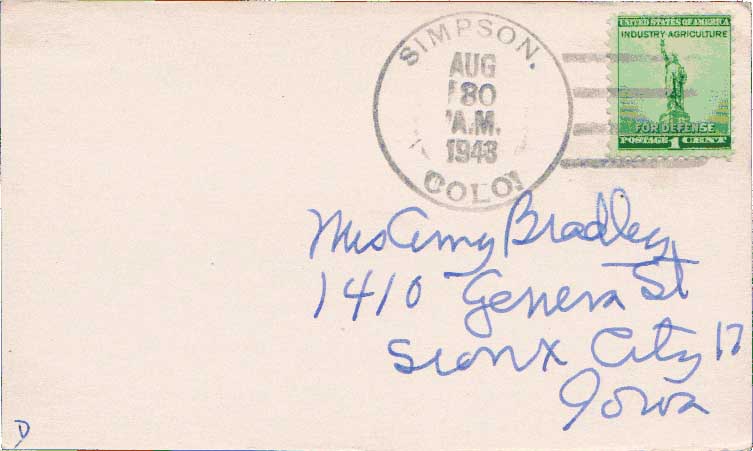 SIMPSON.
AUG
30
A.M.
1943
COLO.
UNITED STATES OF AMERICA
INDUSTRY·AGRICULTURE
FOR DEFENSE
POSTAGE 1 CENT
Mrs Amy Bradley
1410 Geneva St
Sioux City 17
Iowa
D